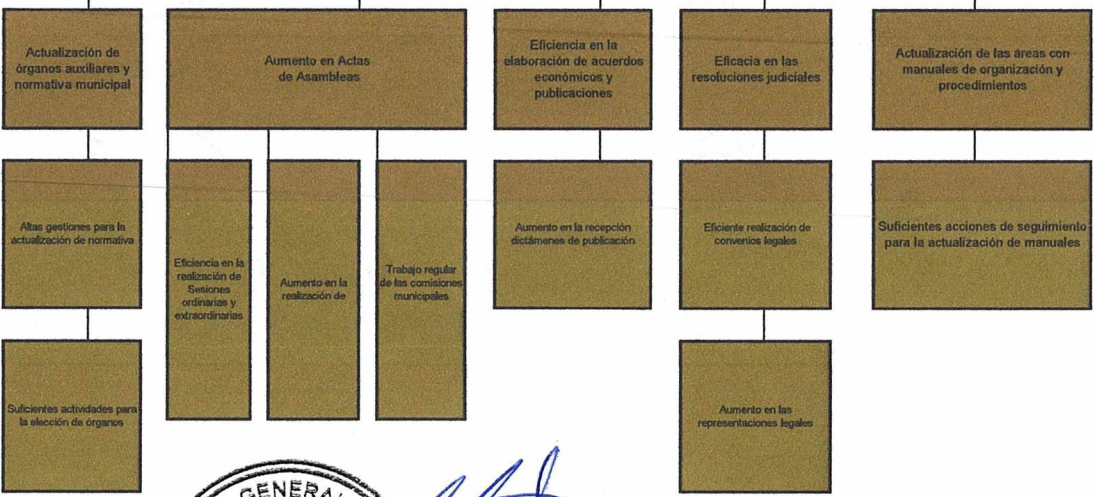 Actualización de
órganos auxiliares y
normativa municipal
Aumento en Actas
de Asambleas
Eficiencia en la
elaboración de acuerdos
económicos y
publicaciones
Eficacia en las
resoluciones judiciales
Actualización de las áreas con
manuales de organización y
procedimientos
Altas gestiones para la
actualización de normativa
Eficiencia en la
realización de
Sesiones
ordinarias y
extraordinarias
Aumento en la
realización de
Trabajo regular
de las comisiones
municipales
Aumento en la recepción
dictámenes de publicación
Eficiente realización de
convenios legales
Suficientes acciones de seguimiento
para la actualización de manuales
Suficientes actividades para
la elección de órganos
Aumento en las
representaciones legales
GENERAL